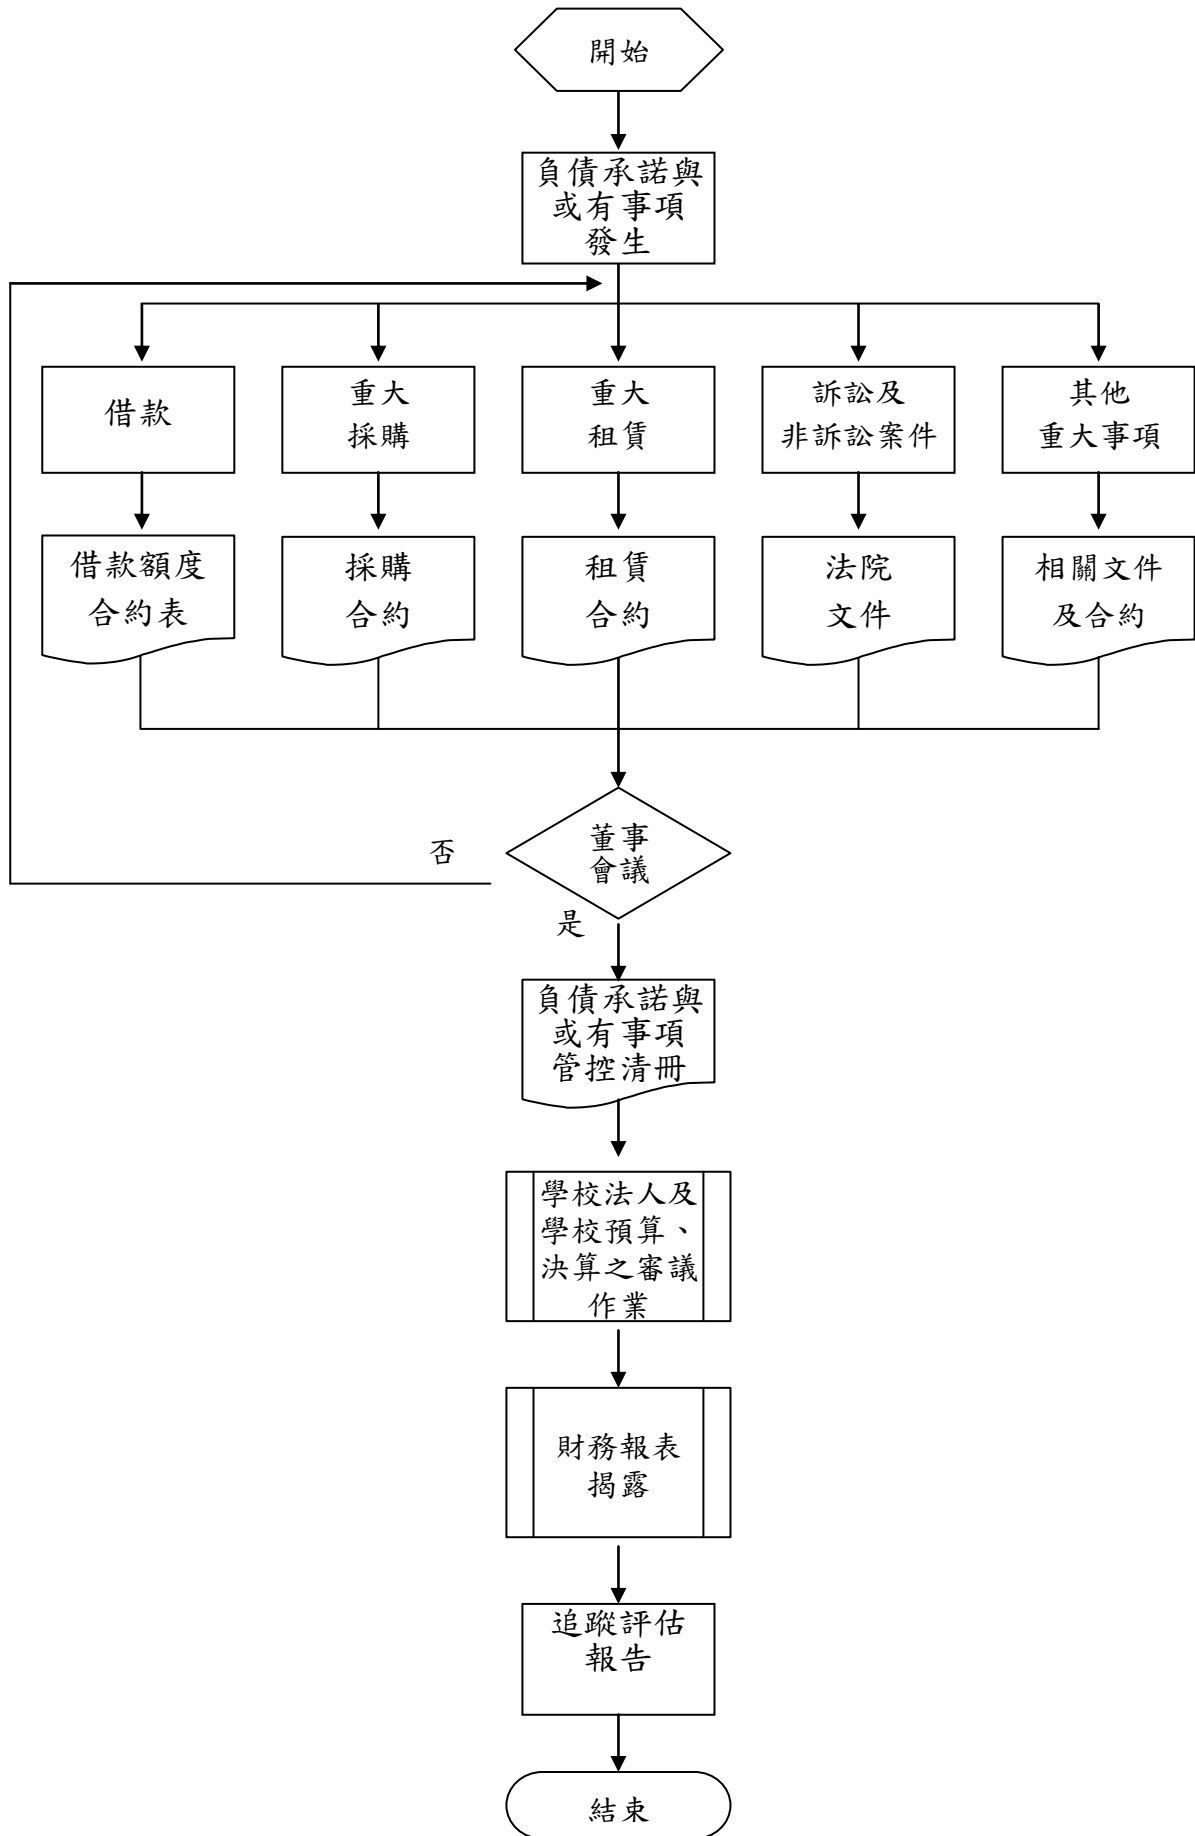 開始
負債承諾與
或有事項
發生
借款
重大
採購
重大
租賃
訴訟及
非訴訟案件
其他
重大事項
借款額度
合約表
採購
合約
租賃
合約
法院
文件
相關文件
及合約
董事
會議
否
是
負債承諾與
或有事項
管控清冊
學校法人及
學校預算、
決算之審議
作業
財務報表
揭露
追蹤評估
報告
結束